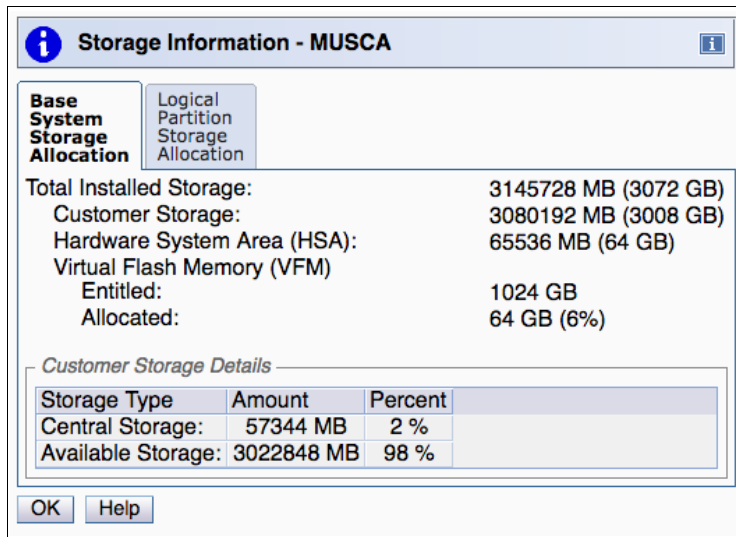 Storage Information - MUSCA
i
Base
System
Storage
Allocation
Logical
Partition
Storage
Allocation
Total Installed Storage: 3145728 MB (3072 GB)
Customer Storage: 3080192 MB (3008 GB)
Hardware System Area (HSA): 65536 MB (64 GB)
Virtual Flash Memory (VFM)
Entitled: 1024 GB
Allocated: 64 GB (6%)
Customer Storage Details
Storage Type Amount Percent
Central Storage: 57344 MB 2 %
Available Storage: 3022848 MB 98 %
OK Help